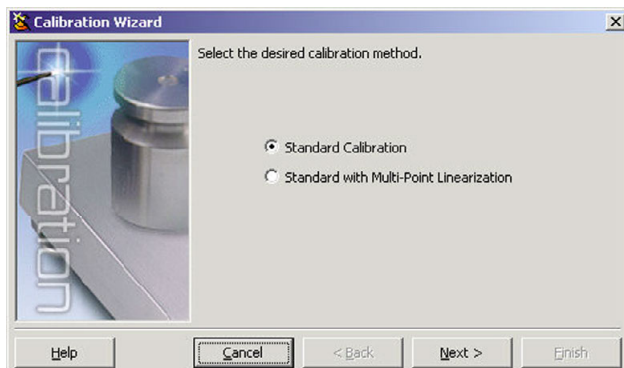 Calibration Wizard
calibration
Select the desired calibration method.
Standard Calibration
Standard with Multi-Point Linearization
Help
Cancel
< Back
Next >
Finish